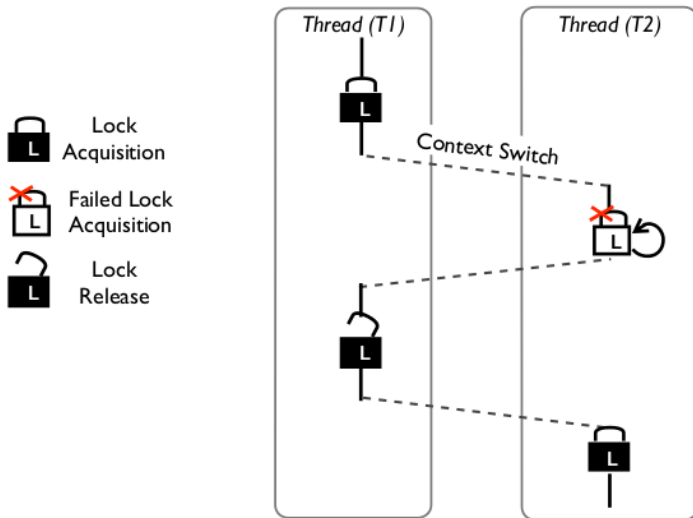 Thread (T1)
Thread (T2)
L
Lock
Acquisition
L
Context Switch
Failed Lock
Acquisition
L
L
Lock
Release
L
L
L